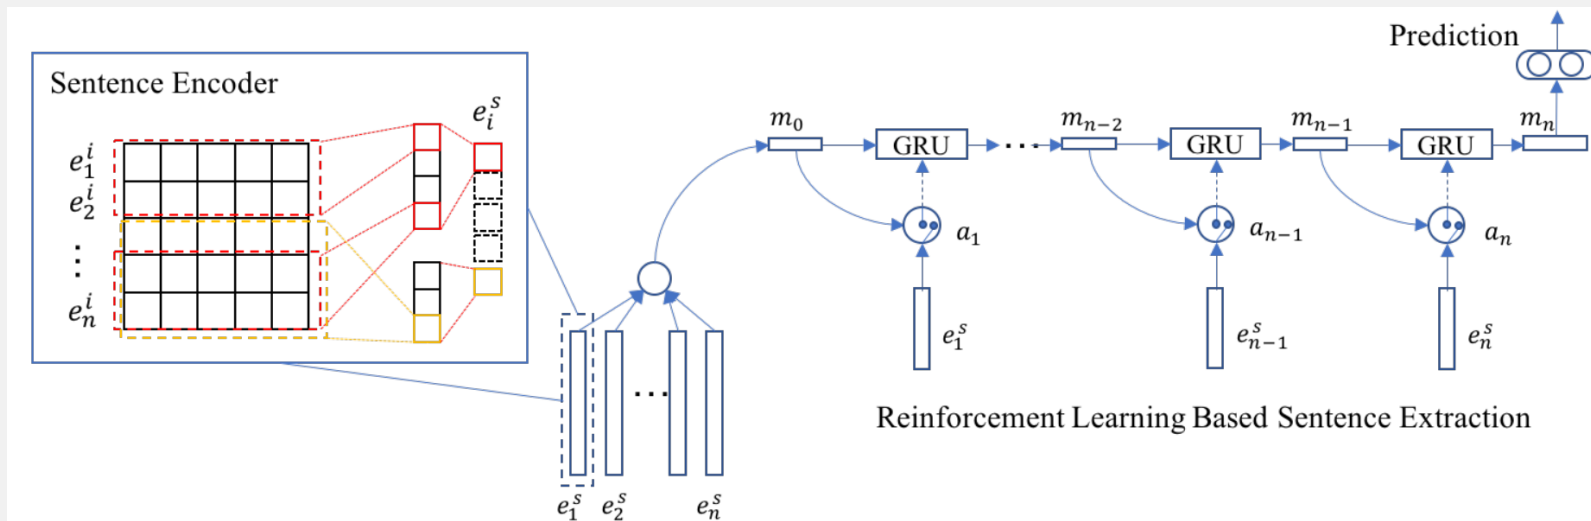 Sentence Encoder
e_i^s
e_1^i
e_2^i
⋮
e_n^i
e_1^s e_2^s ⋯ e_n^s
Prediction
m_0 GRU ⋯ m_{n-2} GRU m_{n-1} GRU m_n
a_1 a_{n-1} a_n
e_1^s e_{n-1}^s e_n^s
Reinforcement Learning Based Sentence Extraction